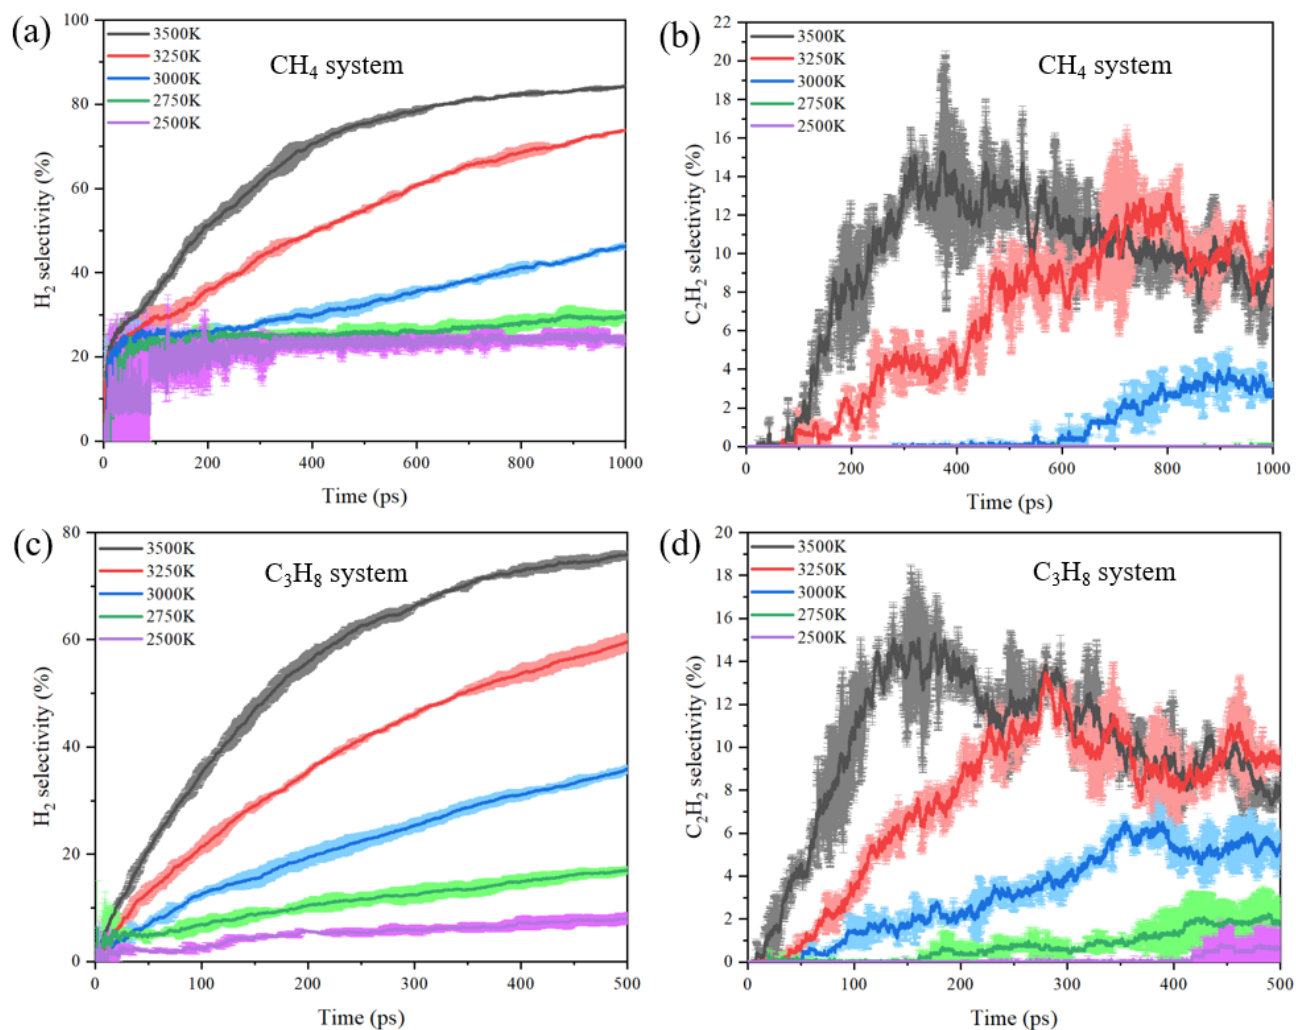 (a)
3500K
3250K
3000K
2750K
2500K
CH₄ system
H₂ selectivity (%)
100
80
60
40
20
0
0 200 400 600 800 1000
Time (ps)
(b)
3500K
3250K
3000K
2750K
2500K
CH₄ system
C₂H₂ selectivity (%)
22
20
18
16
14
12
10
8
6
4
2
0
0 200 400 600 800 1000
Time (ps)
(c)
3500K
3250K
3000K
2750K
2500K
C₃H₈ system
H₂ selectivity (%)
80
60
40
20
0
0 100 200 300 400 500
Time (ps)
(d)
3500K
3250K
3000K
2750K
2500K
C₃H₈ system
C₂H₂ selectivity (%)
20
18
16
14
12
10
8
6
4
2
0
0 100 200 300 400 500
Time (ps)